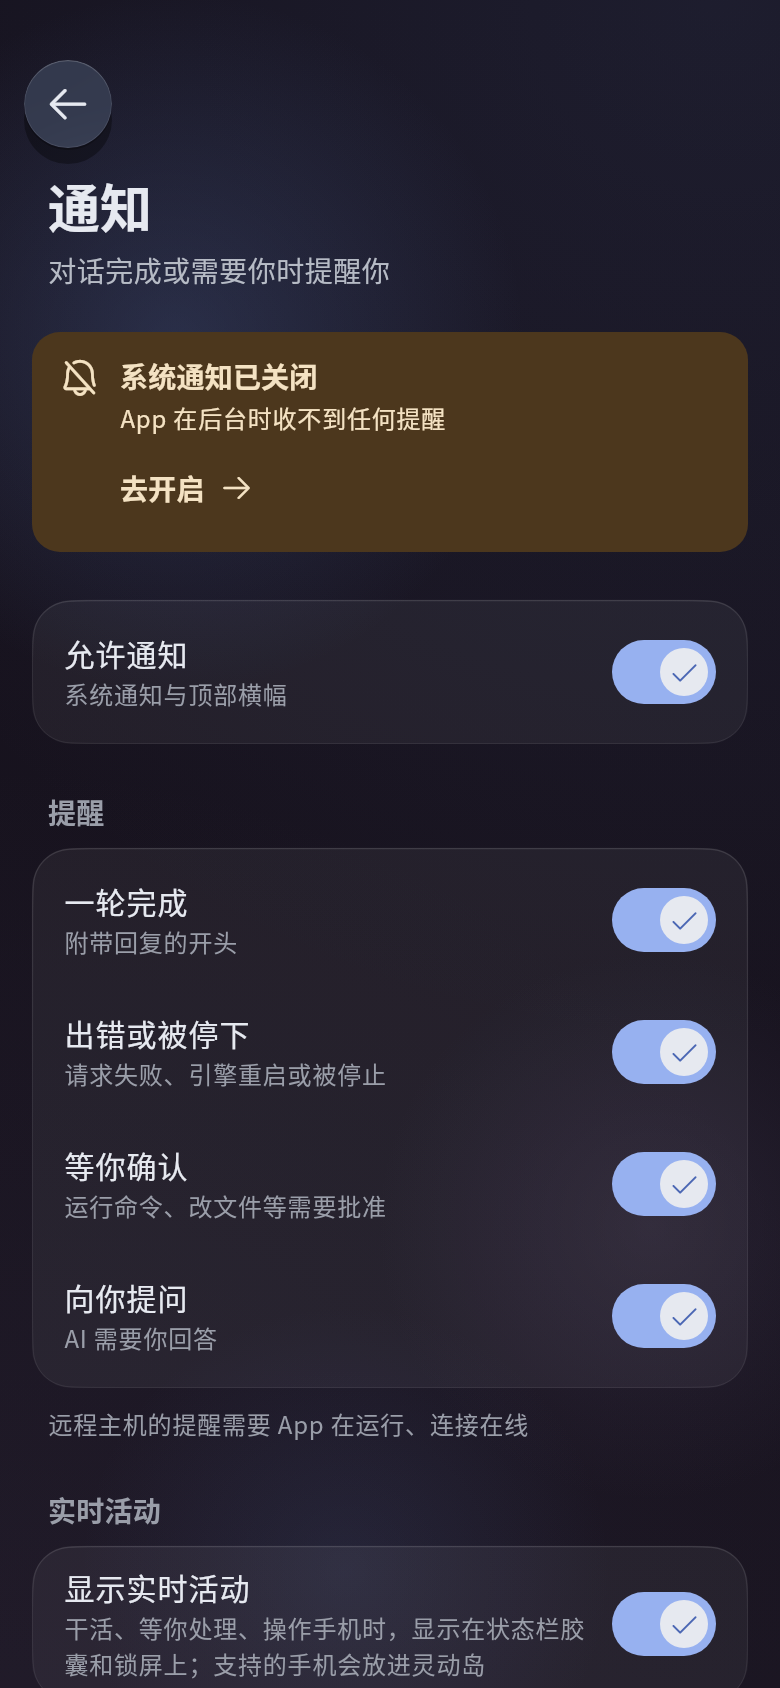 通知
对话完成或需要你时提醒你
系统通知已关闭
App 在后台时收不到任何提醒
去开启
允许通知
系统通知与顶部横幅
提醒
一轮完成
附带回复的开头
出错或被停下
请求失败、引擎重启或被停止
等你确认
运行命令、改文件等需要批准
向你提问
AI 需要你回答
远程主机的提醒需要 App 在运行、连接在线
实时活动
显示实时活动
干活、等你处理、操作手机时，显示在状态栏胶
囊和锁屏上；支持的手机会放进灵动岛